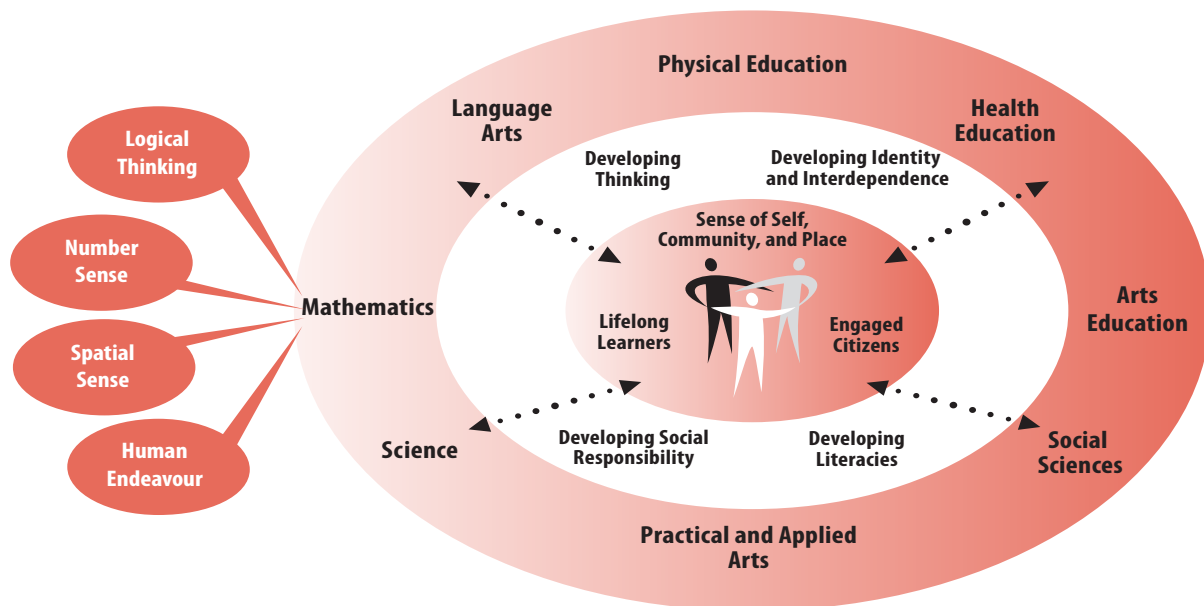 Physical Education
Language
Arts
Health
Education
Logical
Thinking
Developing
Thinking
Developing Identity
and Interdependence
Sense of Self,
Community, and Place
Number
Sense
Mathematics
Arts
Education
Lifelong
Learners
Engaged
Citizens
Spatial
Sense
Human
Endeavour
Science
Developing Social
Responsibility
Developing
Literacies
Social
Sciences
Practical and Applied
Arts